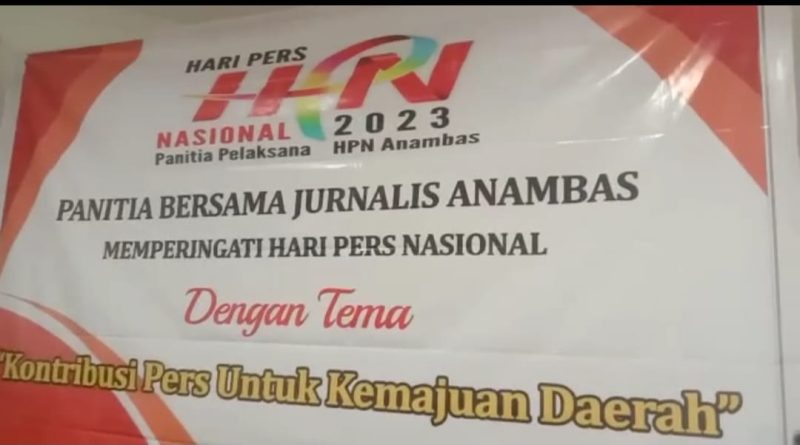 HARI PERS
HPN
NASIONAL 2023
Panitia Pelaksana HPN Anambas
PANITIA BERSAMA JURNALIS ANAMBAS
MEMPERINGATI HARI PERS NASIONAL
Dengan Tema
"Kontribusi Pers Untuk Kemajuan Daerah"